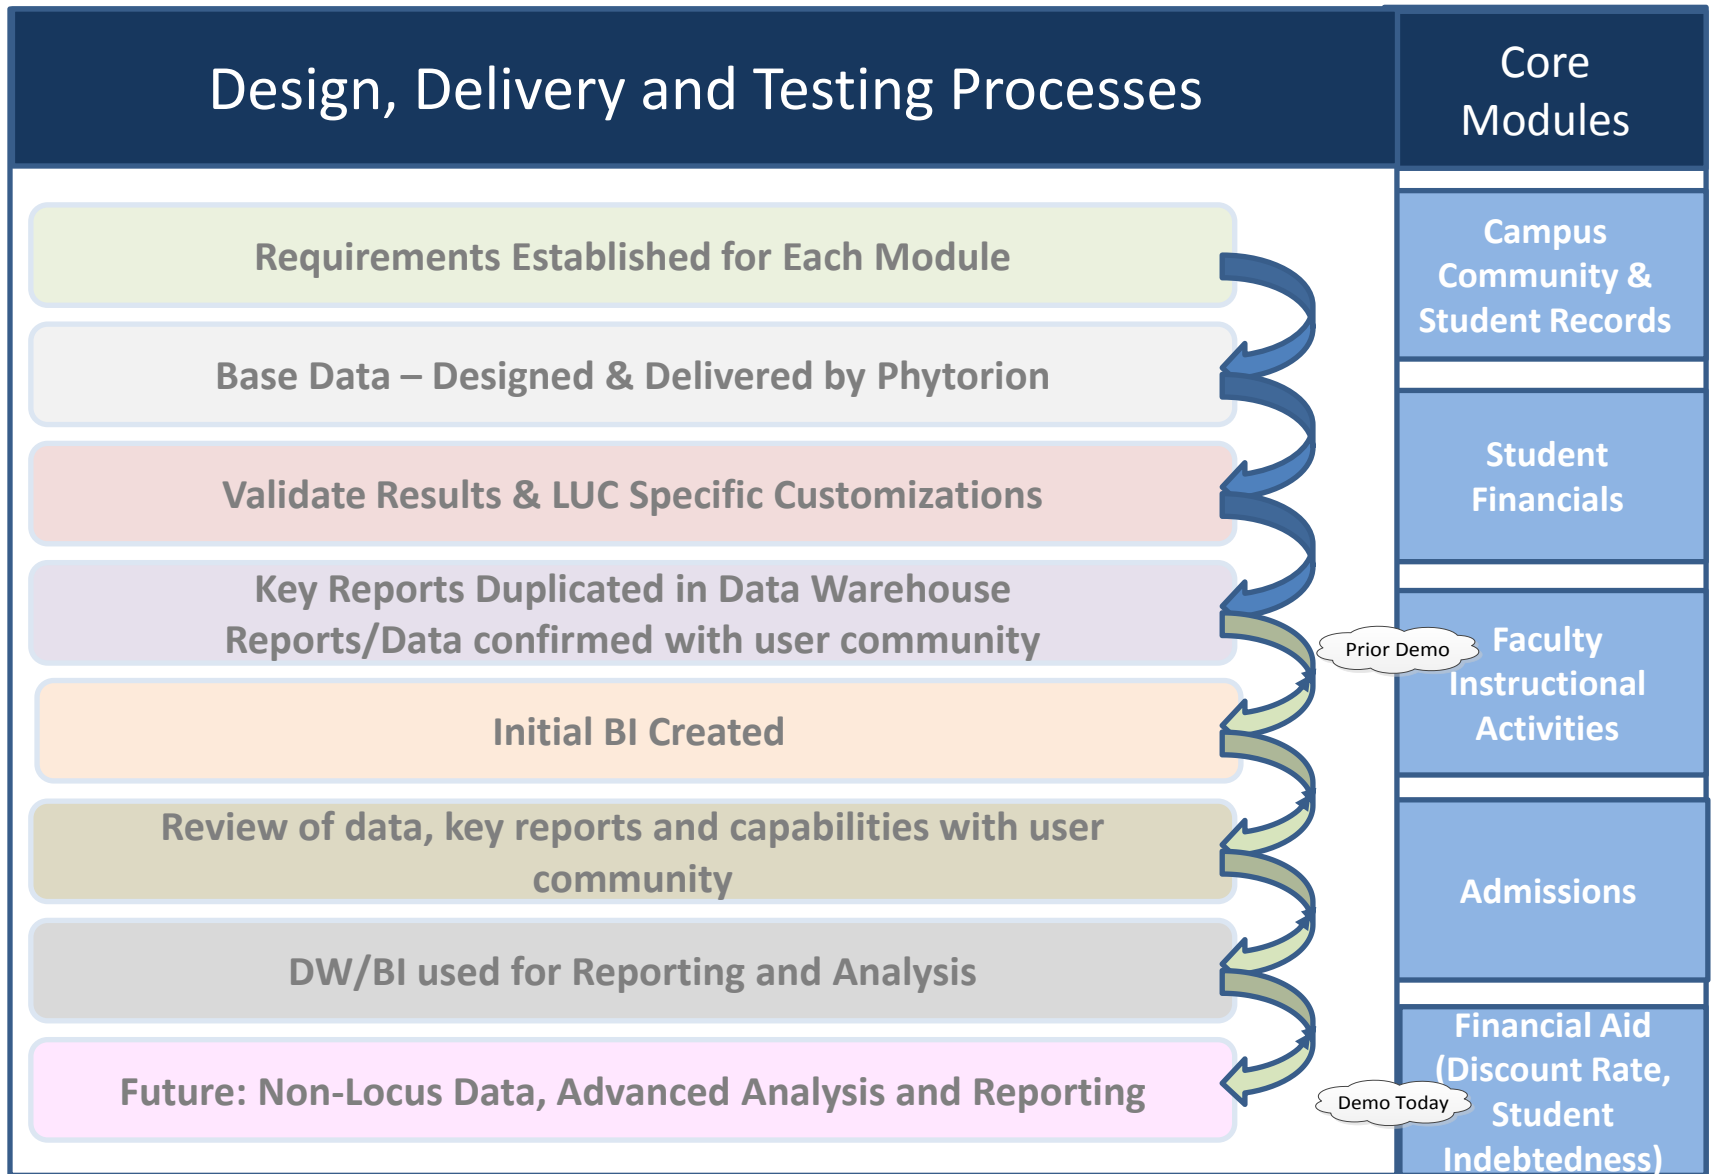 Design, Delivery and Testing Processes
Core
Modules
Requirements Established for Each Module
Base Data – Designed & Delivered by Phytorion
Validate Results & LUC Specific Customizations
Key Reports Duplicated in Data Warehouse
Reports/Data confirmed with user community
Initial BI Created
Review of data, key reports and capabilities with user
community
DW/BI used for Reporting and Analysis
Future: Non-Locus Data, Advanced Analysis and Reporting
Prior Demo
Demo Today
Campus
Community &
Student Records
Student
Financials
Faculty
Instructional
Activities
Admissions
Financial Aid
(Discount Rate,
Student
Indebtedness)